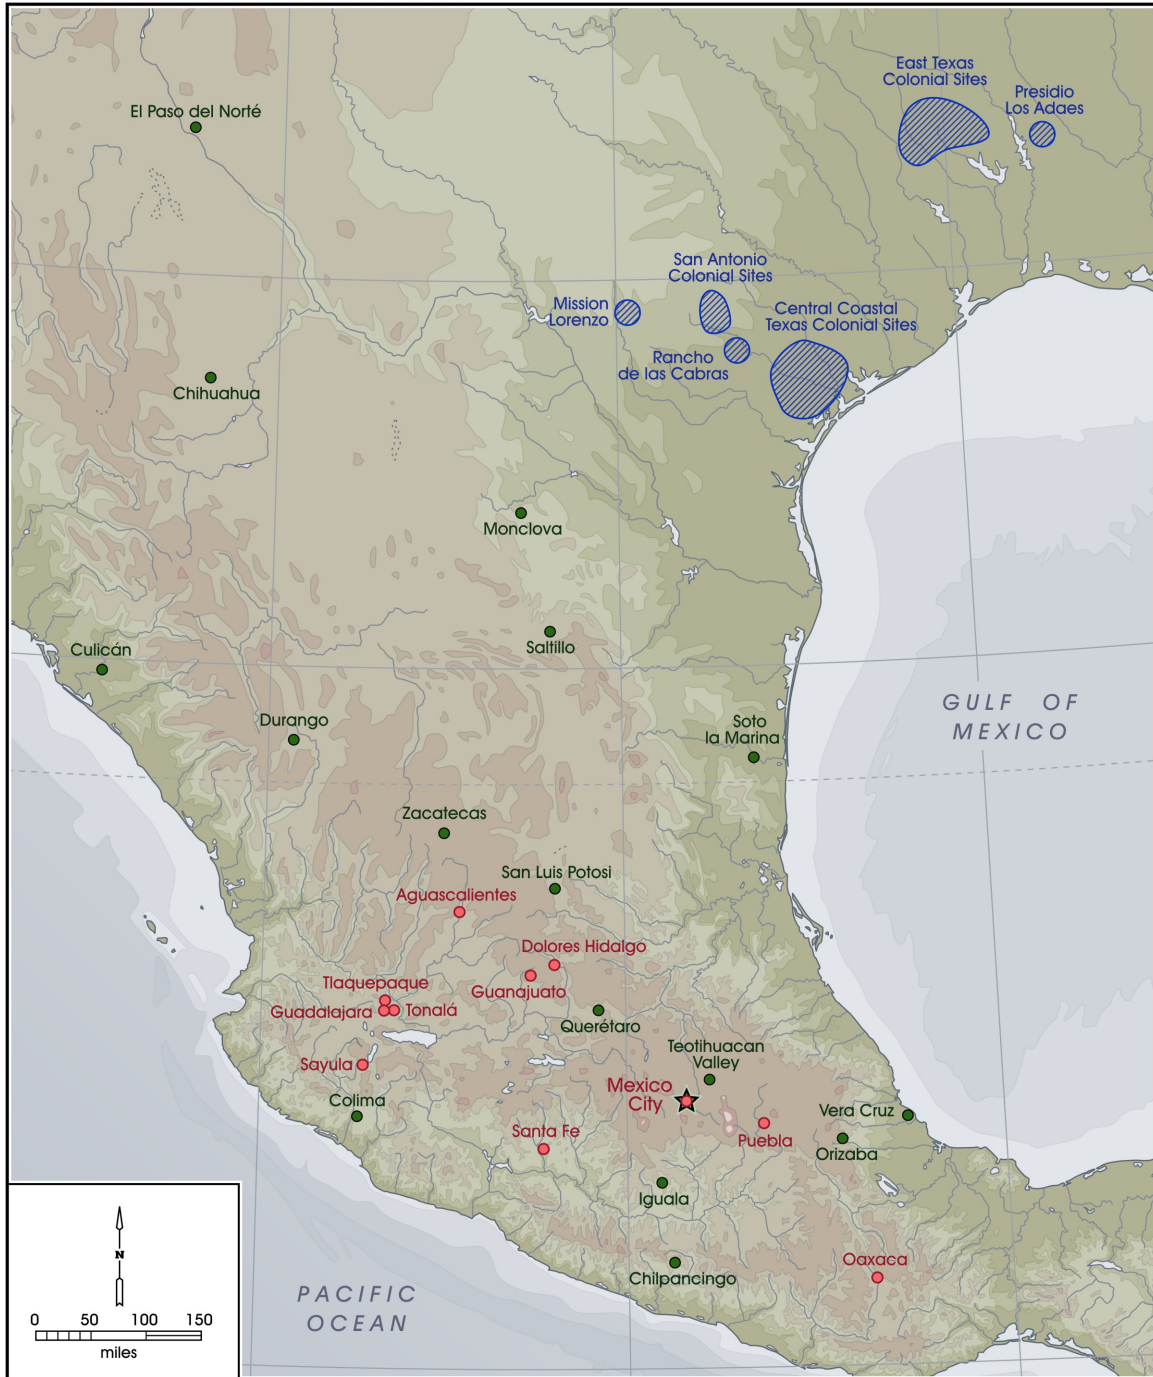 East Texas
Colonial Sites
Presidio
Los Adaes
El Paso del Norté
San Antonio
Colonial Sites
Mission
Lorenzo
Central Coastal
Texas Colonial Sites
Rancho
de las Cabras
Chihuahua
Monclova
Saltillo
Culicán
Durango
Soto
la Marina
GULF OF
MEXICO
Zacatecas
San Luis Potosi
Aguascalientes
Dolores Hidalgo
Guanajuato
Tlaquepaque
Guadalajara
Tonalá
Querétaro
Teotihuacan
Valley
Sayula
Mexico
City
Colima
Vera Cruz
Santa Fe
Puebla
Orizaba
Iguala
Oaxaca
Chilpancingo
PACIFIC
OCEAN
N
0 50 100 150
miles